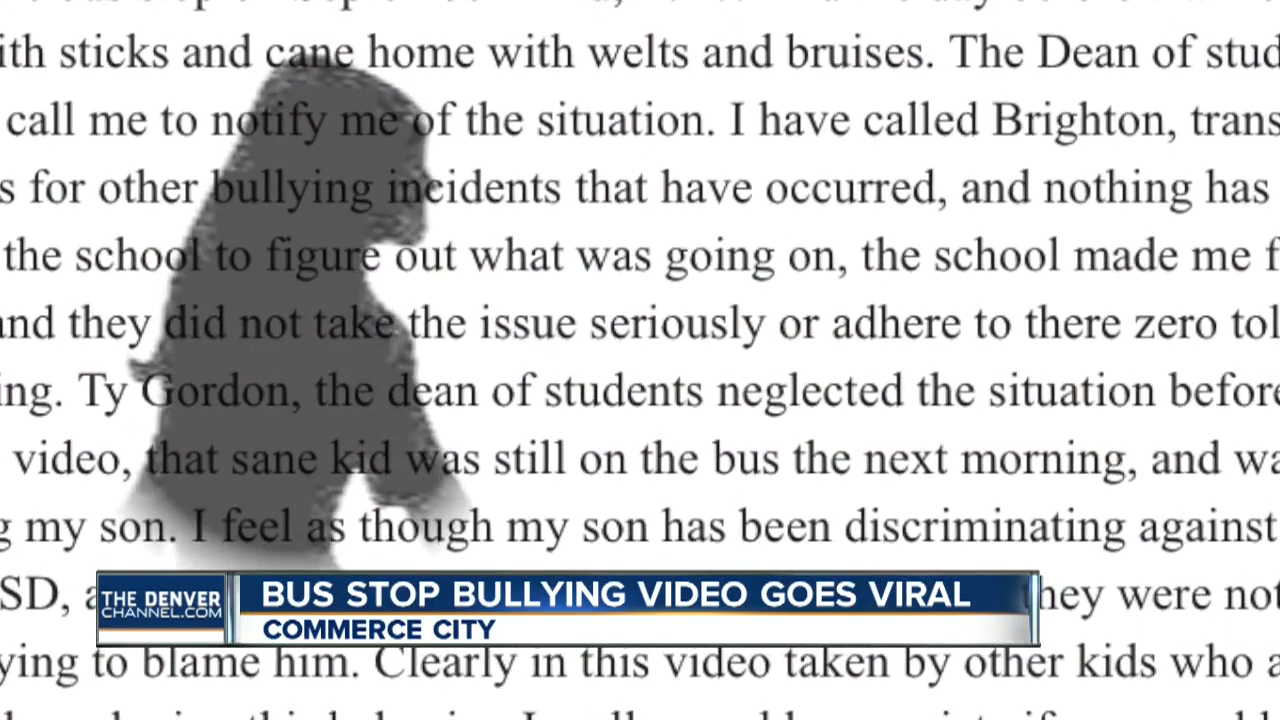 ith sticks and cane home with welts and bruises. The Dean of stud
call me to notify me of the situation. I have called Brighton, trans
s for other bullying incidents that have occurred, and nothing has
the school to figure out what was going on, the school made me f
and they did not take the issue seriously or adhere to there zero tol
ing. Ty Gordon, the dean of students neglected the situation before
video, that sane kid was still on the bus the next morning, and wa
g my son. I feel as though my son has been discriminating against
SD, a
hey were not
THE DENVER
CHANNEL.COM
BUS STOP BULLYING VIDEO GOES VIRAL
COMMERCE CITY
ying to blame him. Clearly in this video taken by other kids who a